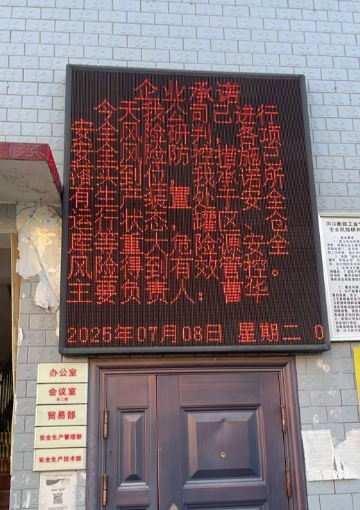 企业承诺
今天我司已进行
安全风险研判,各项
安全风险防控措施已
落实到位,我承诺所
有生产装置处于安全
运行状态,罐区、仓
库等重大危险源安全
风险得到有效管控。
主要负责人:曹华
2025年07月08日 星期二 0
办公室
会议室
贸易部
安全生产管理部
安全生产技术部